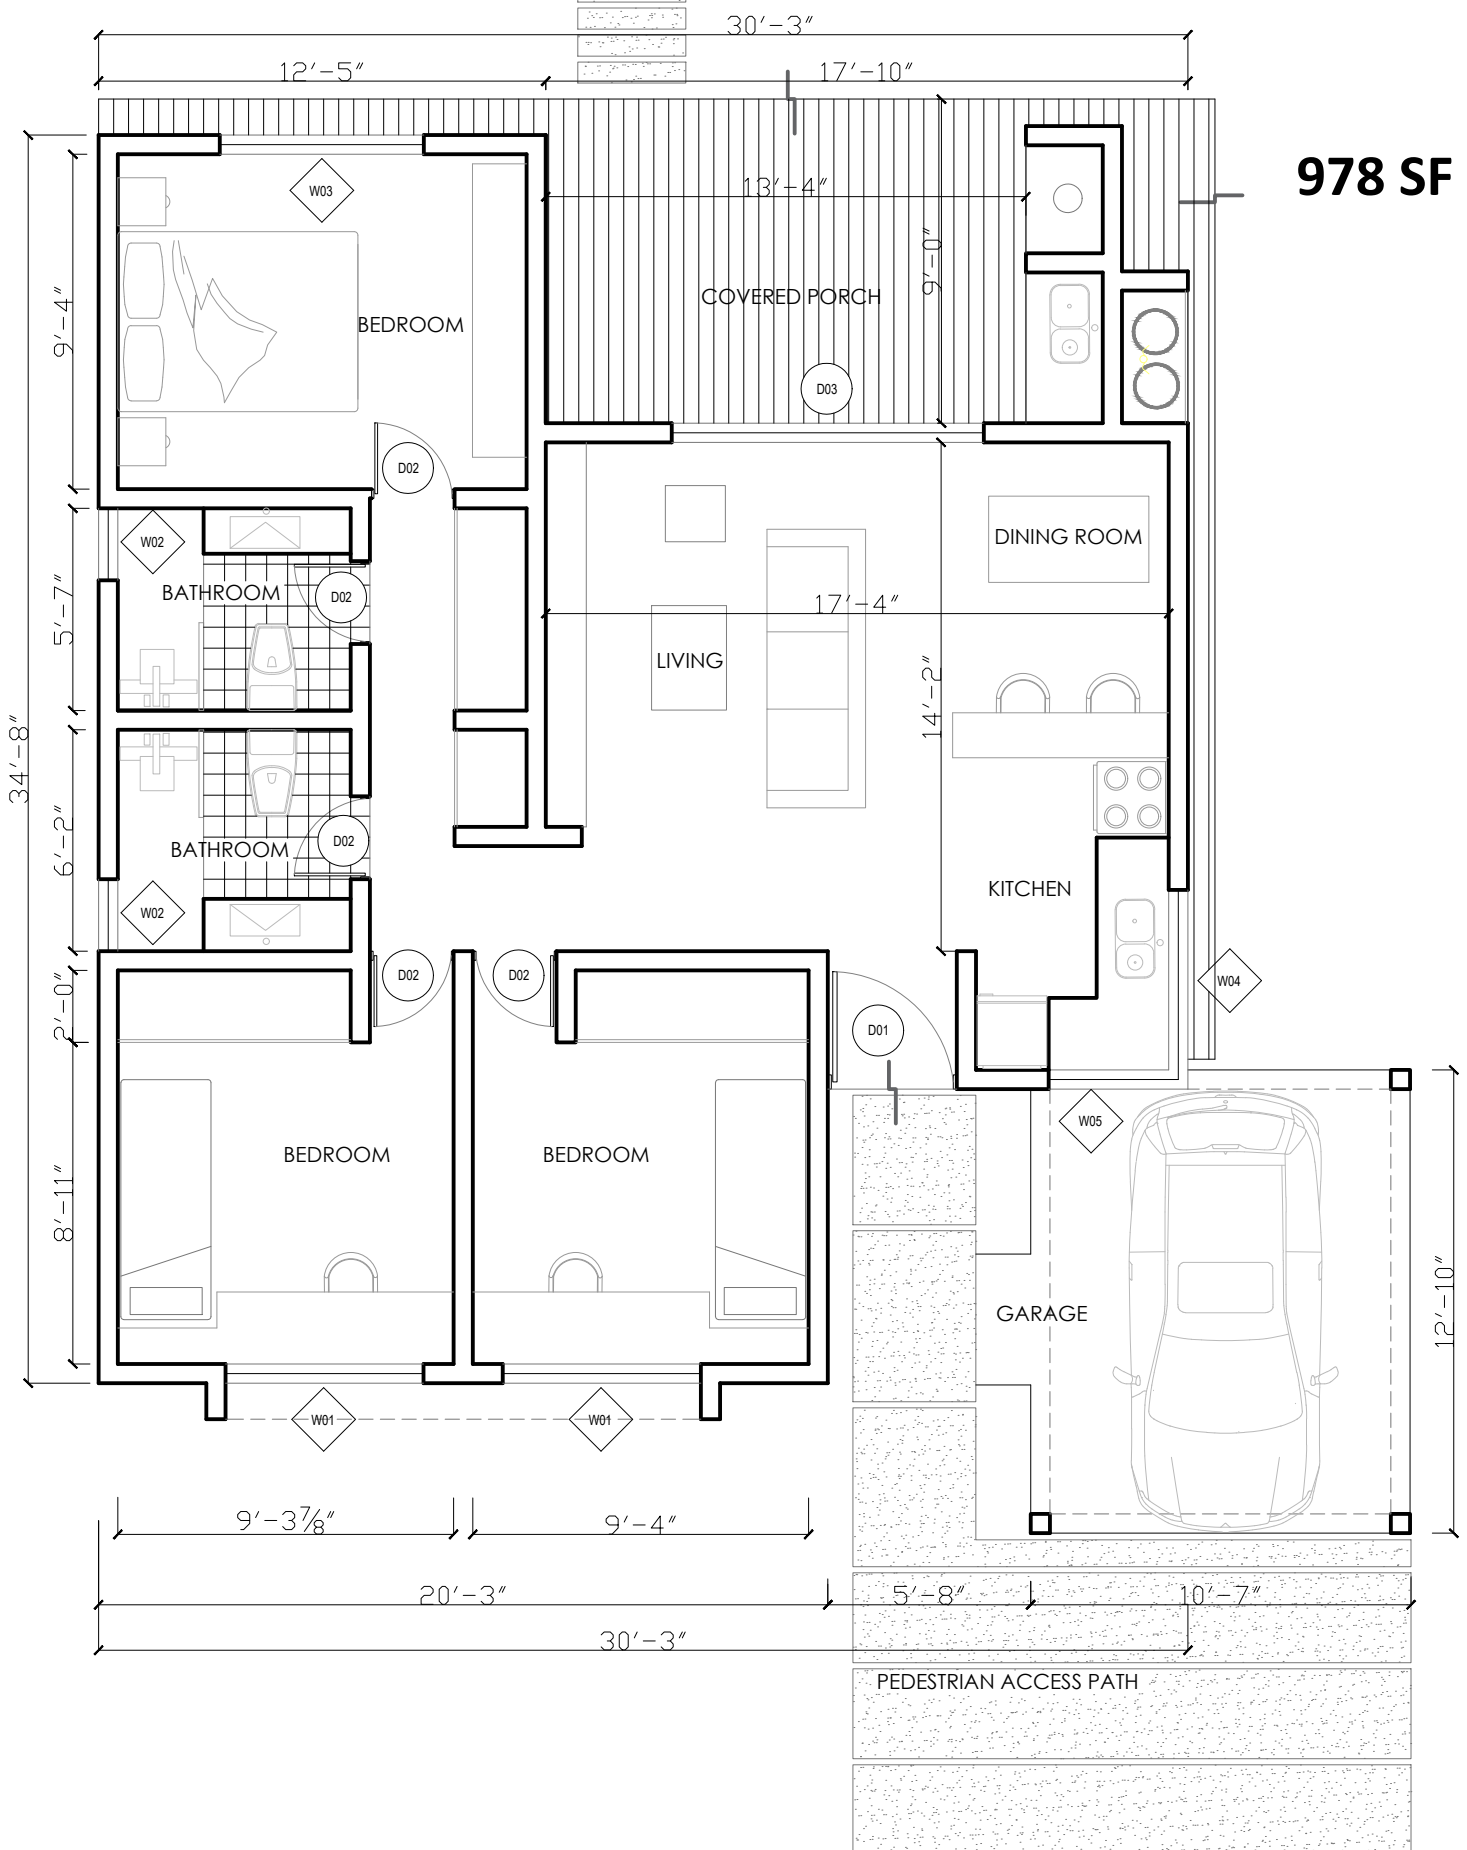 30'-3"
12'-5"
17'-10"
978 SF
W03
13'-4"
9'-0"
COVERED PORCH
9'-4"
BEDROOM
D03
D02
W02
DINING ROOM
BATHROOM
D02
5'-7"
17'-4"
LIVING
14'-2"
34'-8"
6'-2"
D02
BATHROOM
KITCHEN
W02
D02
D02
W04
2'-0"
D01
W05
BEDROOM
BEDROOM
8'-11"
GARAGE
12'-10"
W01
W01
9'-3⅞"
9'-4"
20'-3"
5'-8"
10'-7"
30'-3"
PEDESTRIAN ACCESS PATH